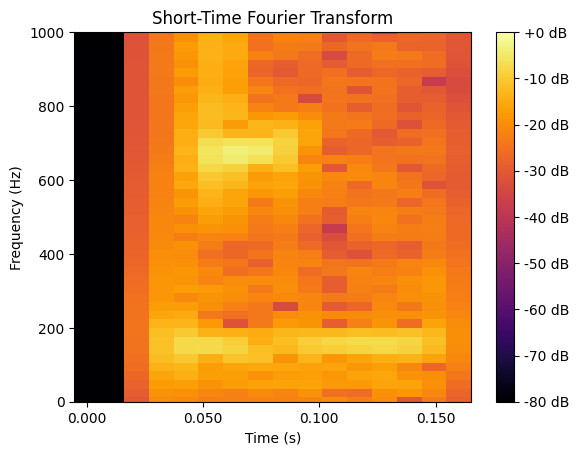 Short-Time Fourier Transform
1000
800
600
400
200
0
Frequency (Hz)
0.000
0.050
0.100
0.150
Time (s)
+0 dB
-10 dB
-20 dB
-30 dB
-40 dB
-50 dB
-60 dB
-70 dB
-80 dB